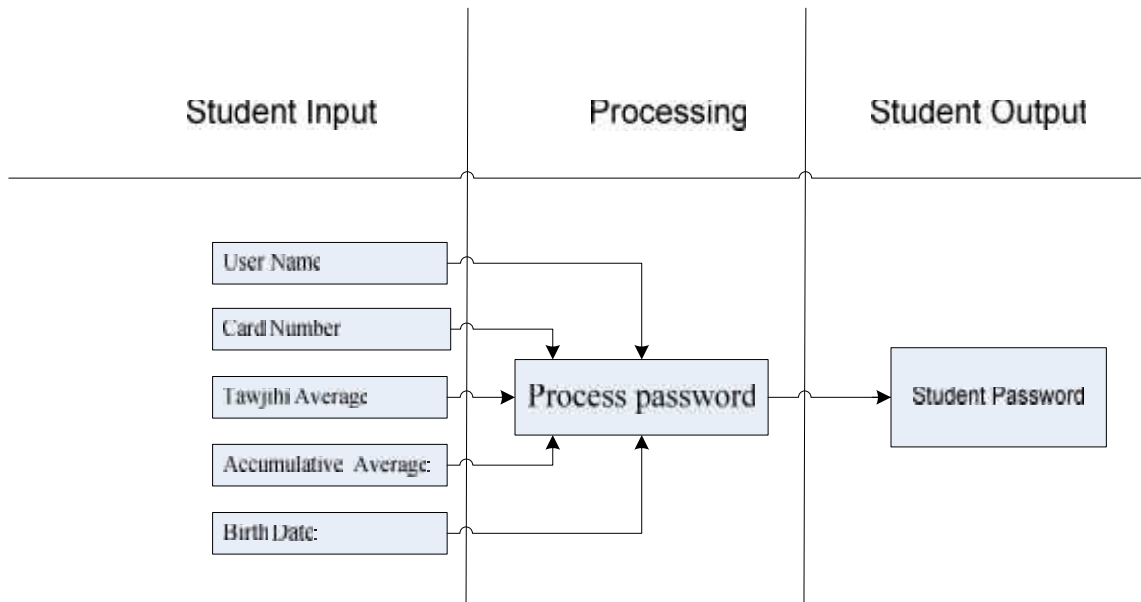 Student Input
Processing
Student Output
User Name
Card Number
Tawjihi Average
Accumulative Average
Birth Date
Process password
Student Password